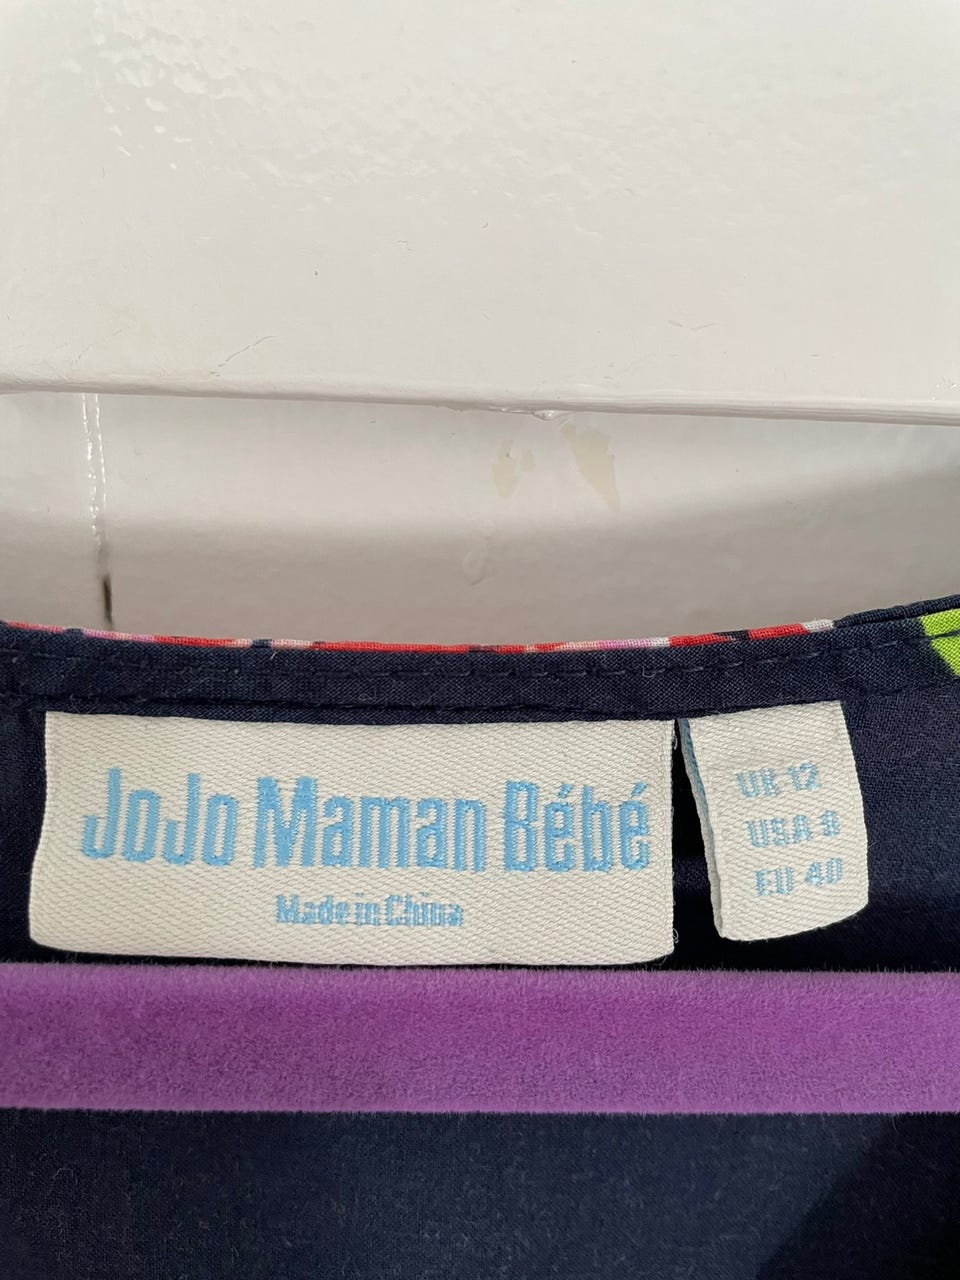 JoJo Maman Bébé
Made in China
UK 12
USA 8
EU 40